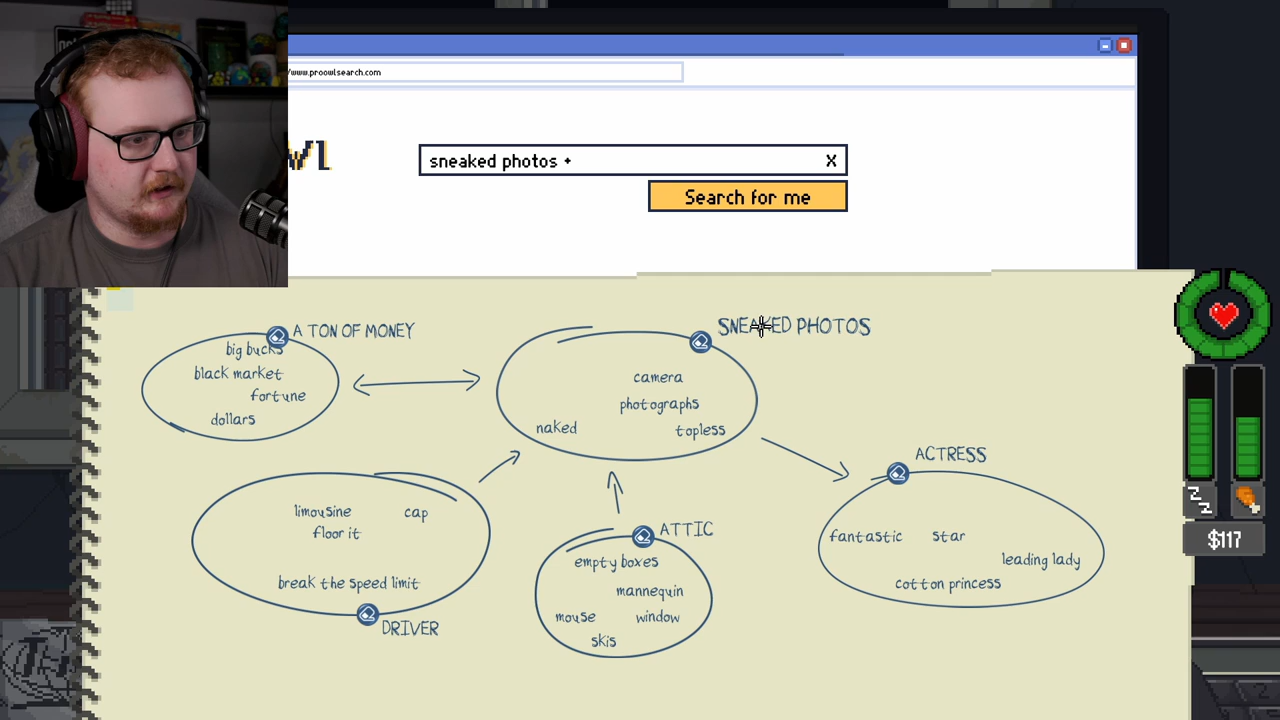 /www.proowlsearch.com
wl
sneaked photos +
X
Search for me
A TON OF MONEY
big bucks
black market
fortune
dollars
SNEAKED PHOTOS
camera
photographs
naked
topless
ACTRESS
fantastic star
leading lady
cotton princess
limousine cap
floor it
break the speed limit
DRIVER
ATTIC
empty boxes
mannequin
mouse window
skis
ZZZ
$117